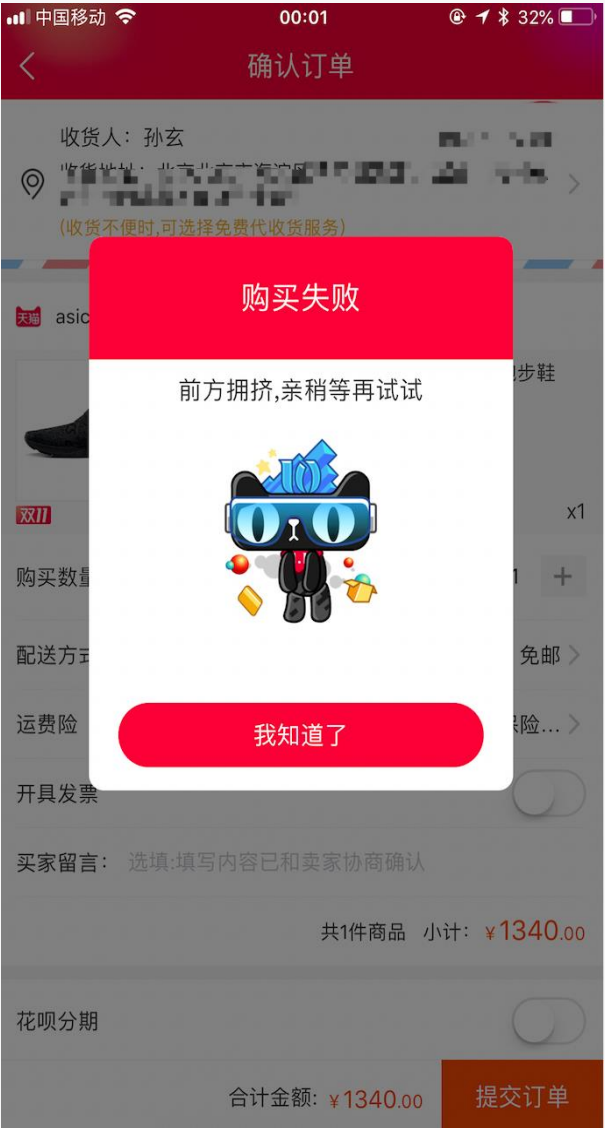 中国移动 00:01 32%
确认订单
收货人：孙玄
(收货不便时,可选择免费代收货服务)
购买失败
天猫 asic
前方拥挤,亲稍等再试试
步鞋
双11 x1
购买数量 1 +
配送方式 免邮
运费险 险...
我知道了
开具发票
买家留言： 选填:填写内容已和卖家协商确认
共1件商品 小计: ¥1340.00
花呗分期
合计金额: ¥1340.00 提交订单